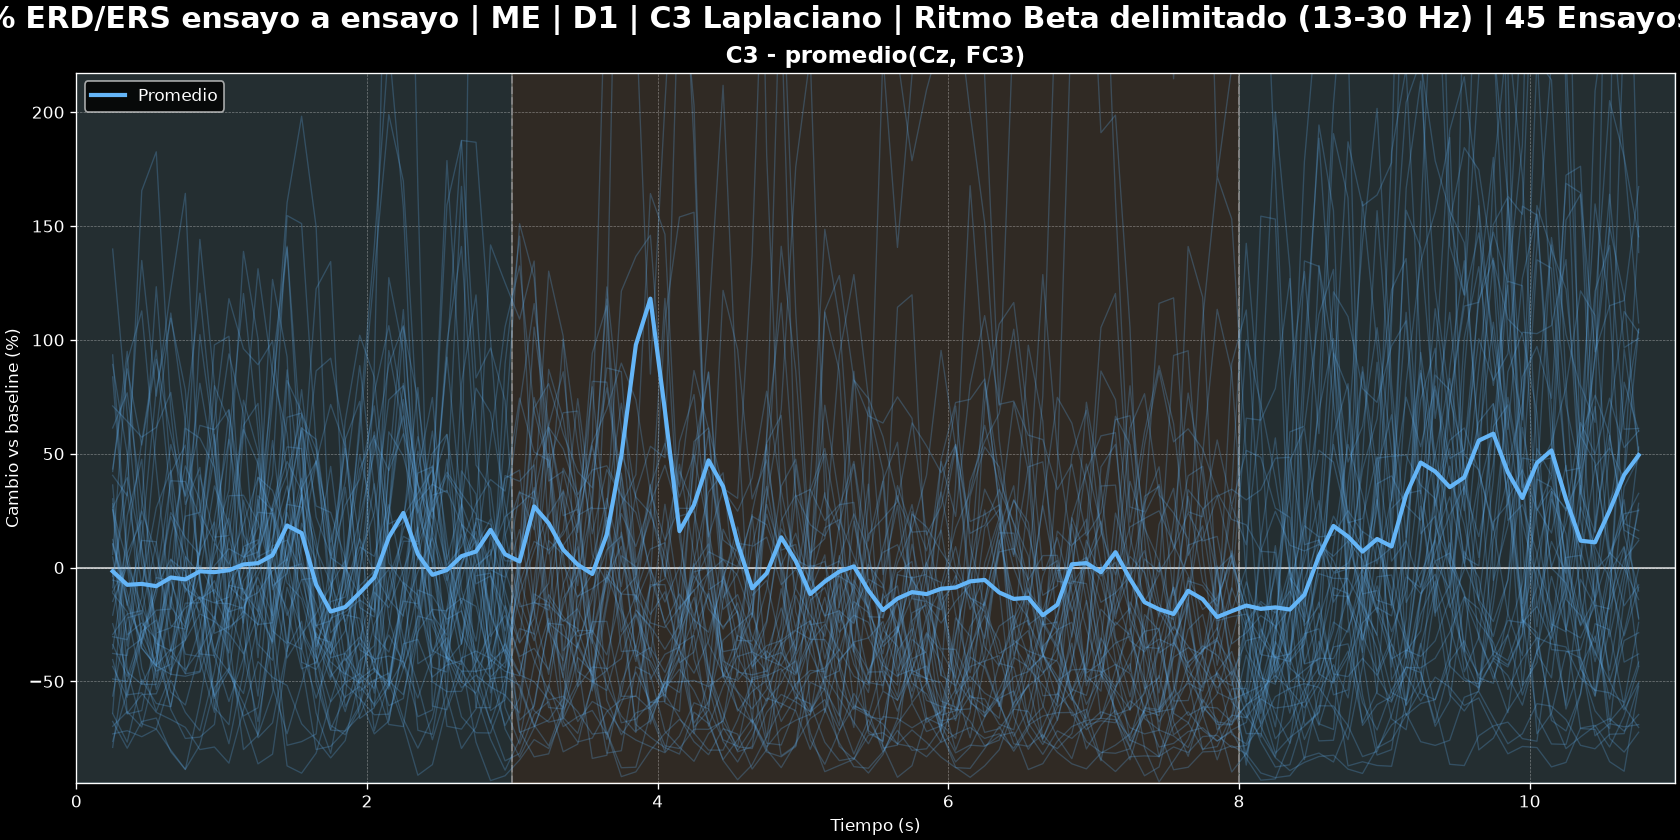 % ERD/ERS ensayo a ensayo | ME | D1 | C3 Laplaciano | Ritmo Beta delimitado (13-30 Hz) | 45 Ensayos
C3 - promedio(Cz, FC3)
Promedio
200
150
100
50
0
−50
Cambio vs baseline (%)
0 2 4 6 8 10
Tiempo (s)